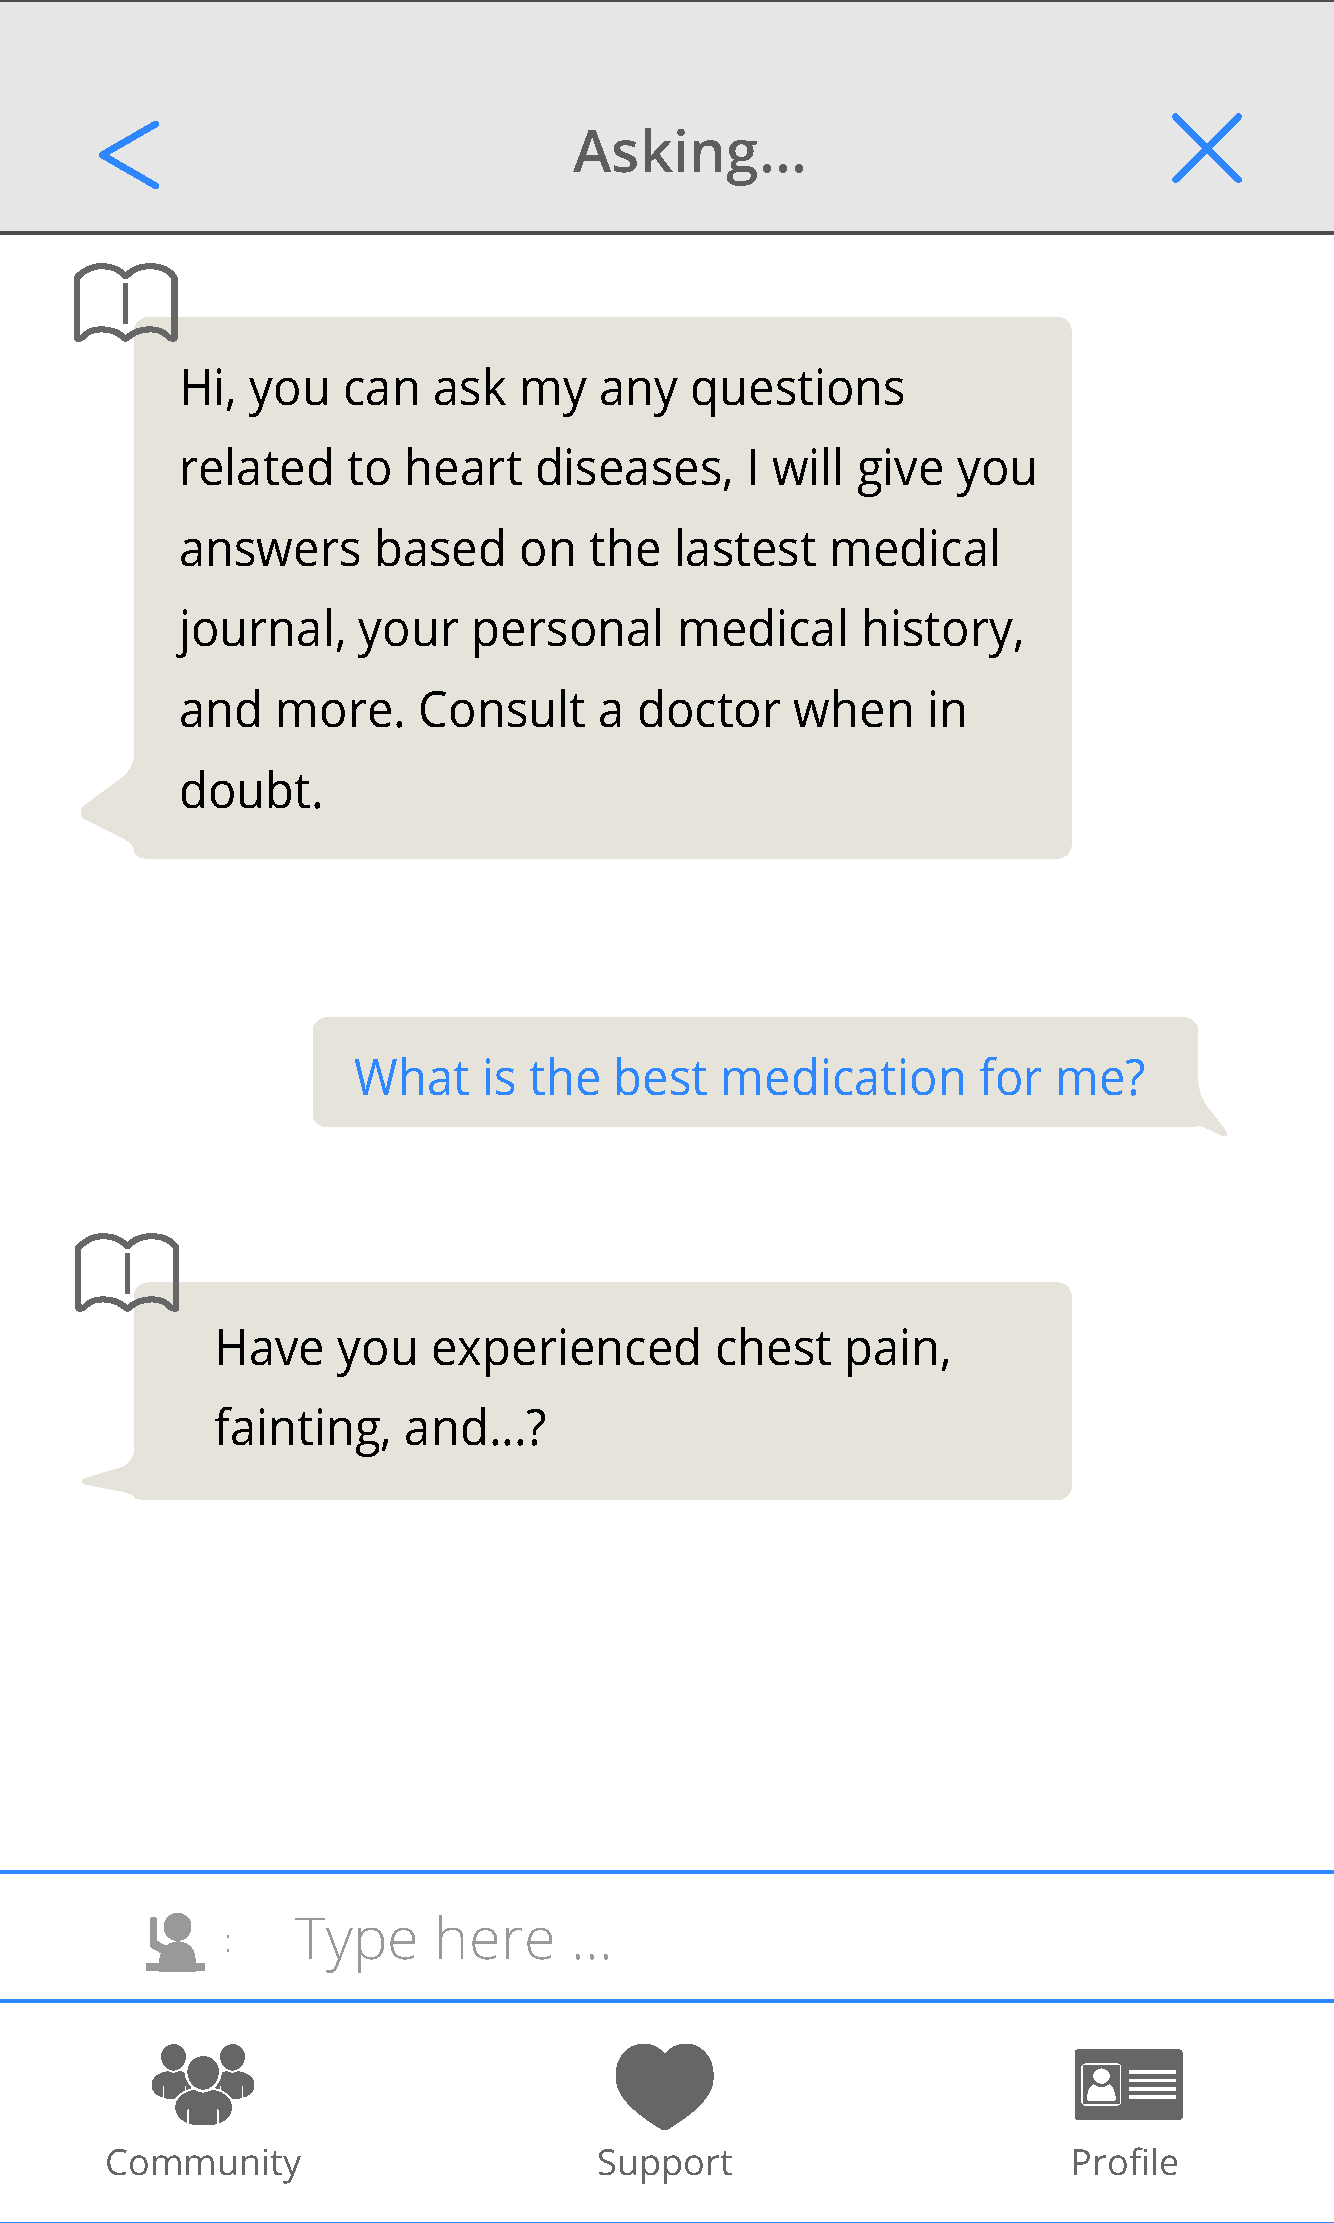 Asking...
Hi, you can ask my any questions
related to heart diseases, I will give you
answers based on the lastest medical
journal, your personal medical history,
and more. Consult a doctor when in
doubt.
What is the best medication for me?
Have you experienced chest pain,
fainting, and...?
: Type here ...
Community
Support
Profile